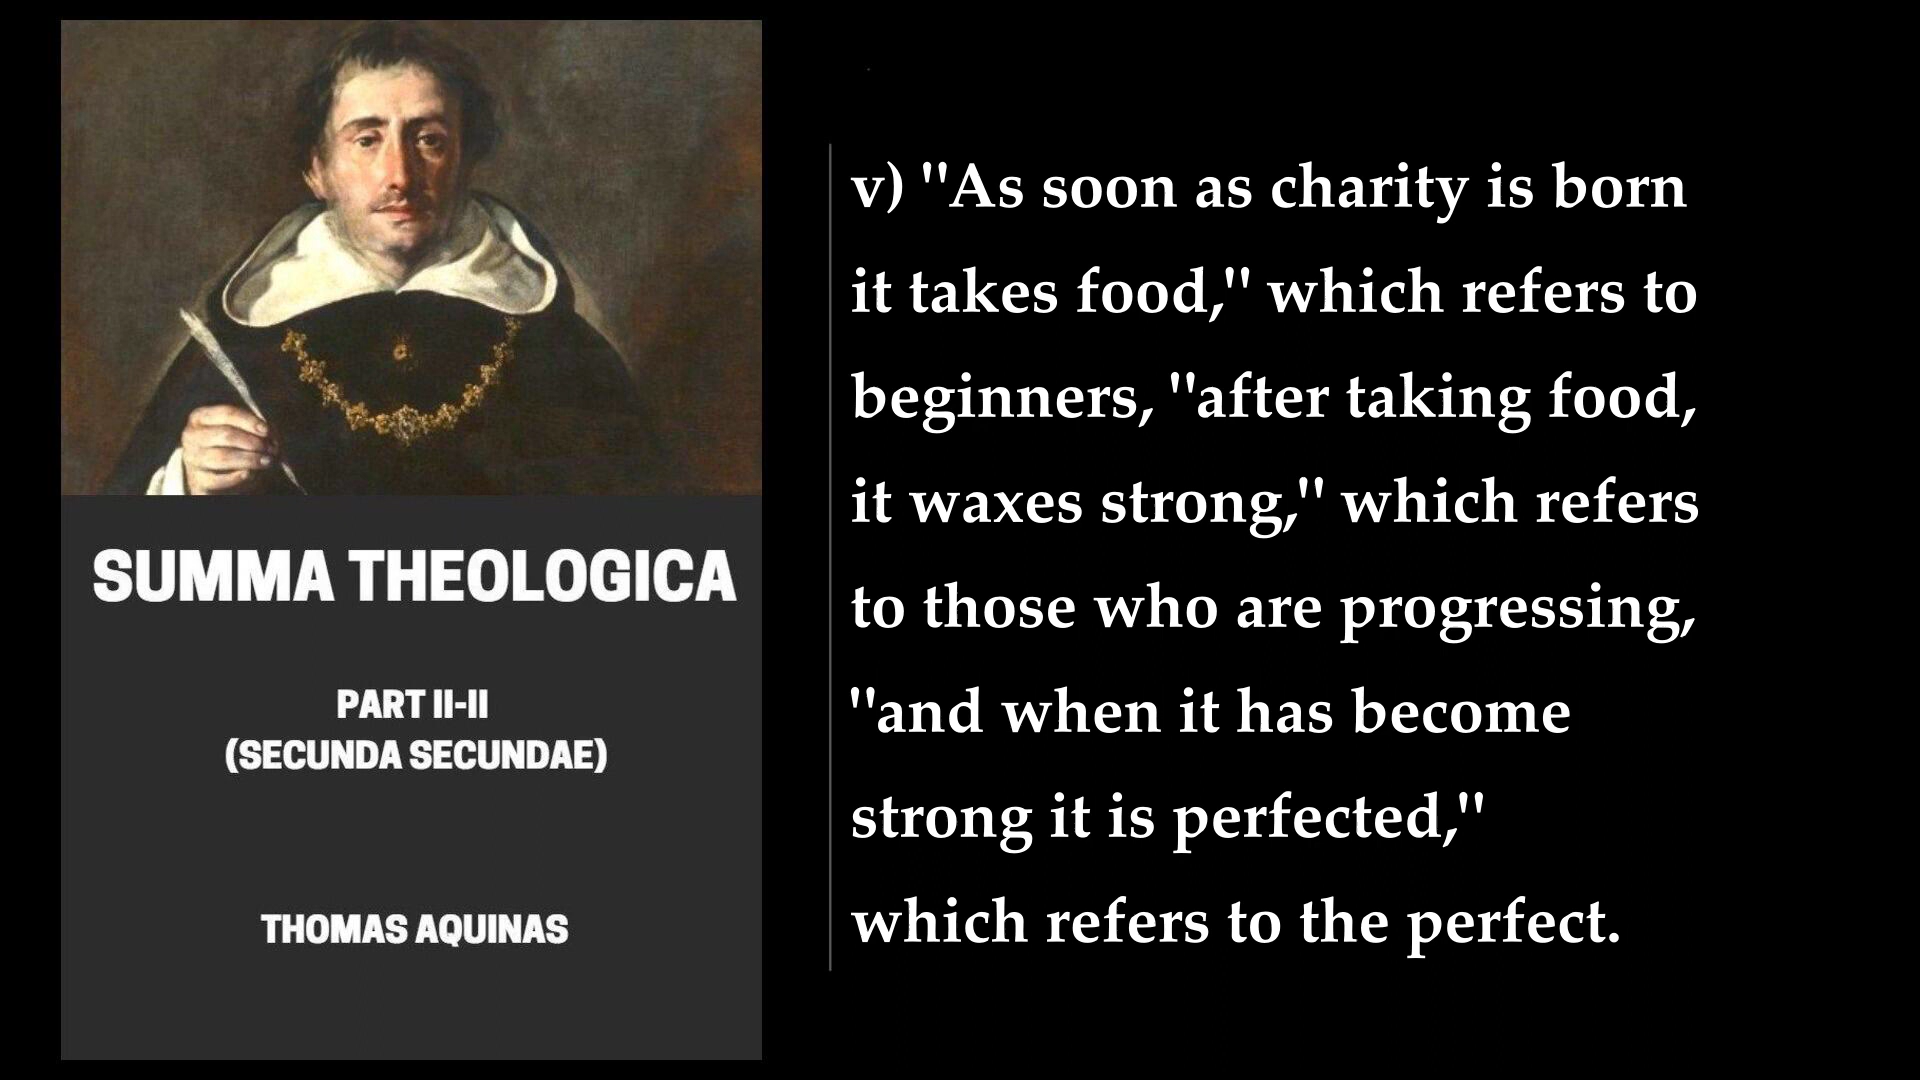 SUMMA THEOLOGICA
PART II-II
(SECUNDA SECUNDAE)
THOMAS AQUINAS
v) "As soon as charity is born
it takes food," which refers to
beginners, "after taking food,
it waxes strong," which refers
to those who are progressing,
"and when it has become
strong it is perfected,"
which refers to the perfect.